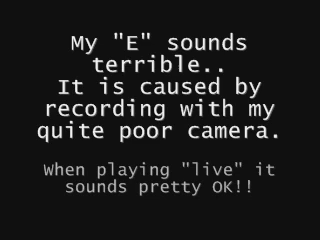 My "E" sounds
terrible..
It is caused by
recording with my
quite poor camera.
When playing "live" it
sounds pretty OK!!